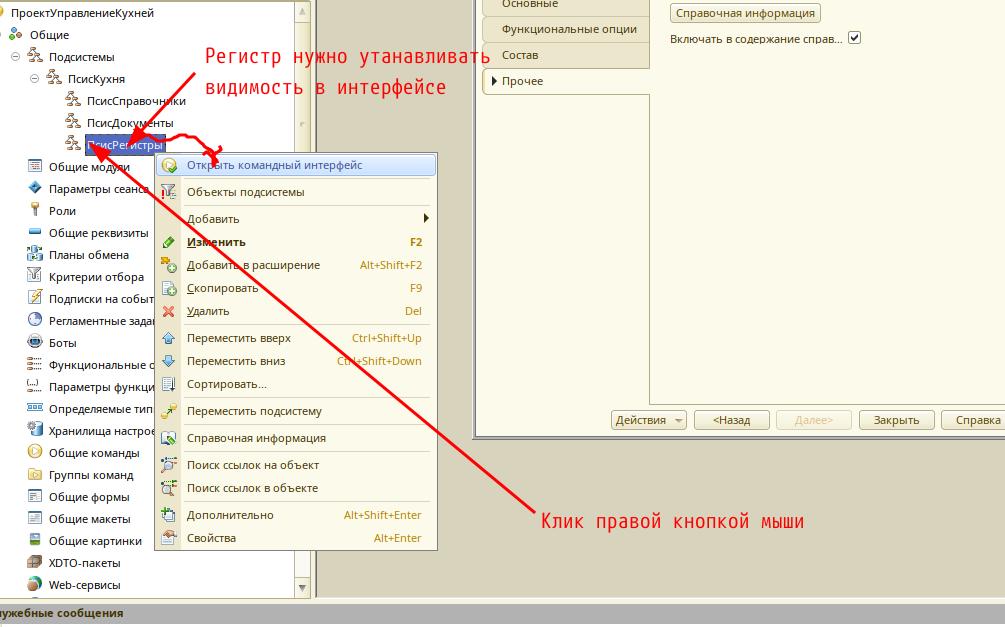 ПроектУправлениеКухней
Общие
Подсистемы
ПсисКухня
ПсисСправочники
ПсисДокументы
ПсисРегистры
Общие модули
Параметры сеанса
Роли
Общие реквизиты
Планы обмена
Критерии отбора
Подписки на событ
Регламентные зада
Боты
Функциональные о
Параметры функци
Определяемые тип
Хранилища настрое
Общие команды
Группы команд
Общие формы
Общие макеты
Общие картинки
XDTO-пакеты
Web-сервисы
лужебные сообщения
Регистр нужно утанавливать
видимость в интерфейсе
Открыть командный интерфейс
Объекты подсистемы
Добавить
Изменить F2
Добавить в расширение Alt+Shift+F2
Скопировать F9
Удалить Del
Переместить вверх Ctrl+Shift+Up
Переместить вниз Ctrl+Shift+Down
Сортировать...
Переместить подсистему
Справочная информация
Поиск ссылок на объект
Поиск ссылок в объекте
Дополнительно Alt+Shift+Enter
Свойства Alt+Enter
Клик правой кнопкой мыши
Основные
Функциональные опции
Состав
Прочее
Справочная информация
Включать в содержание справ...
Действия <Назад Далее> Закрыть Справка